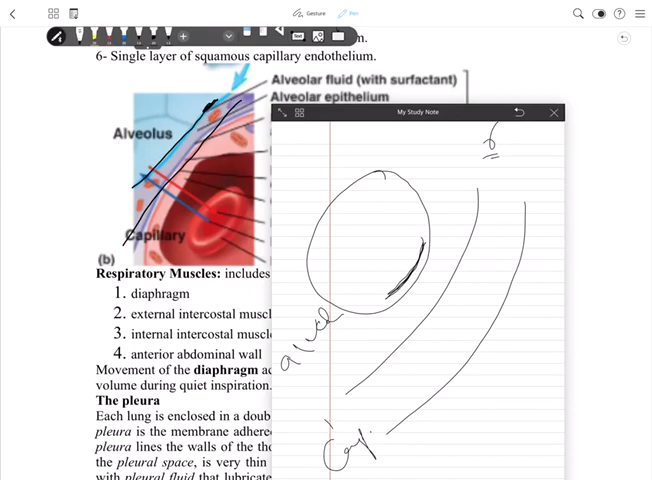 Gesture
Pen
m.
6- Single layer of squamous capillary endothelium.
Text
Alveolar fluid (with surfactant)
Alveolar epithelium
My Study Note
Alveolus
6
Capillary
(b)
Respiratory Muscles: includes
1. diaphragm
2. external intercostal muscl
3. internal intercostal muscle
4. anterior abdominal wall
Movement of the diaphragm ac
volume during quiet inspiration.
The pleura
Each lung is enclosed in a doub
pleura is the membrane adhere
pleura lines the walls of the tho
the pleural space, is very thin
with pleural fluid that lubricate
Cap.